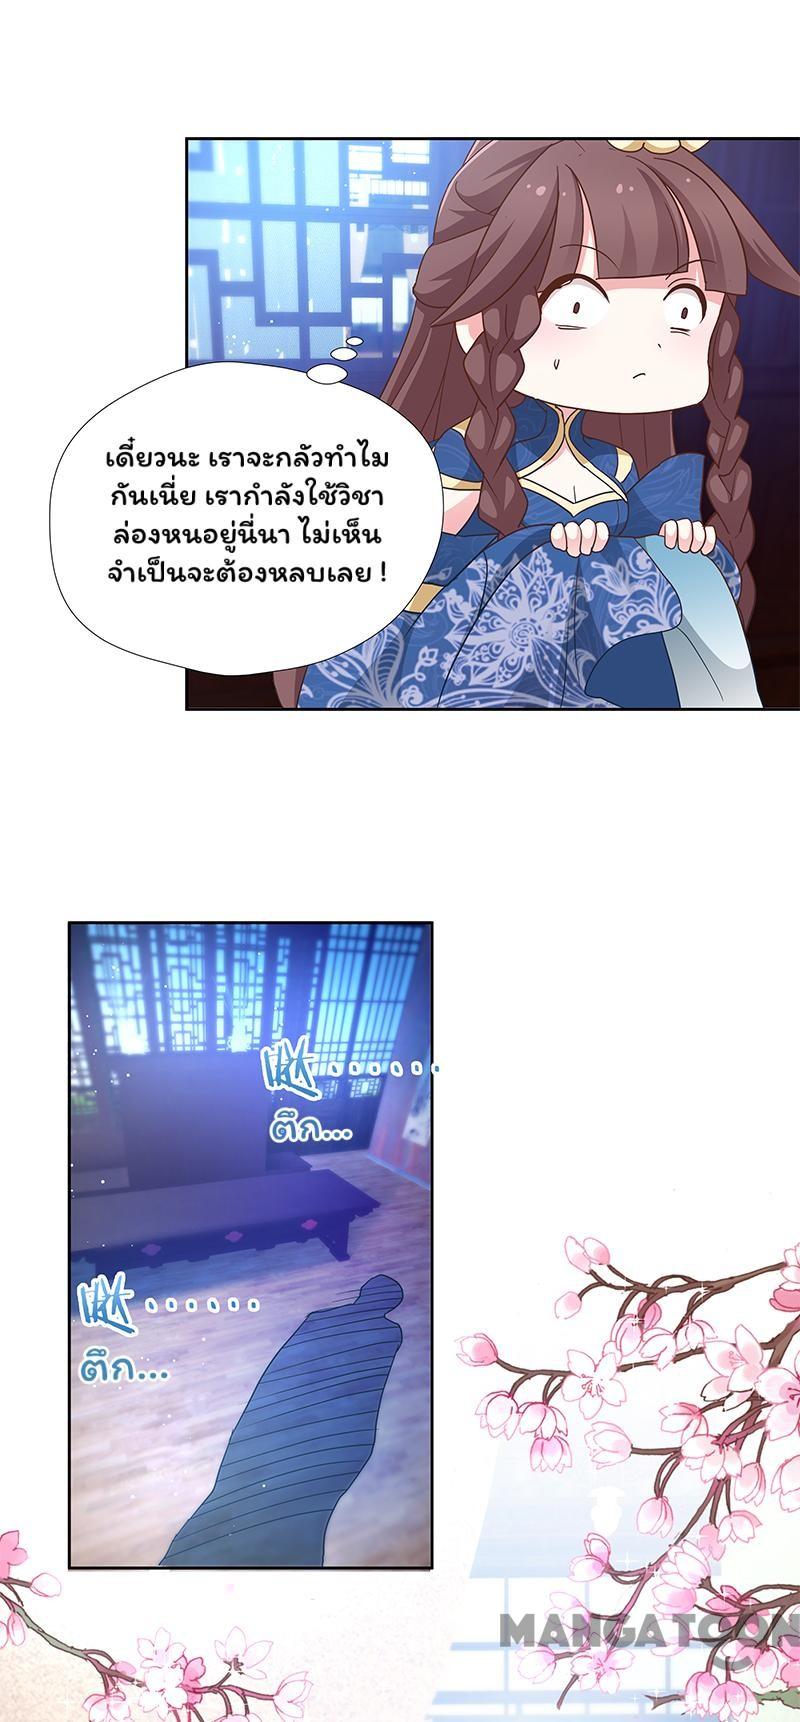 เดี๋ยวนะ เราจะกลัวทำไม
กันเนี่ย เรากำลังใช้วิชา
ล่องหนอยู่นี่นา ไม่เห็น
จำเป็นจะต้องหลบเลย !
哒......
ตึก...
哒......
ตึก...
MANGATOON